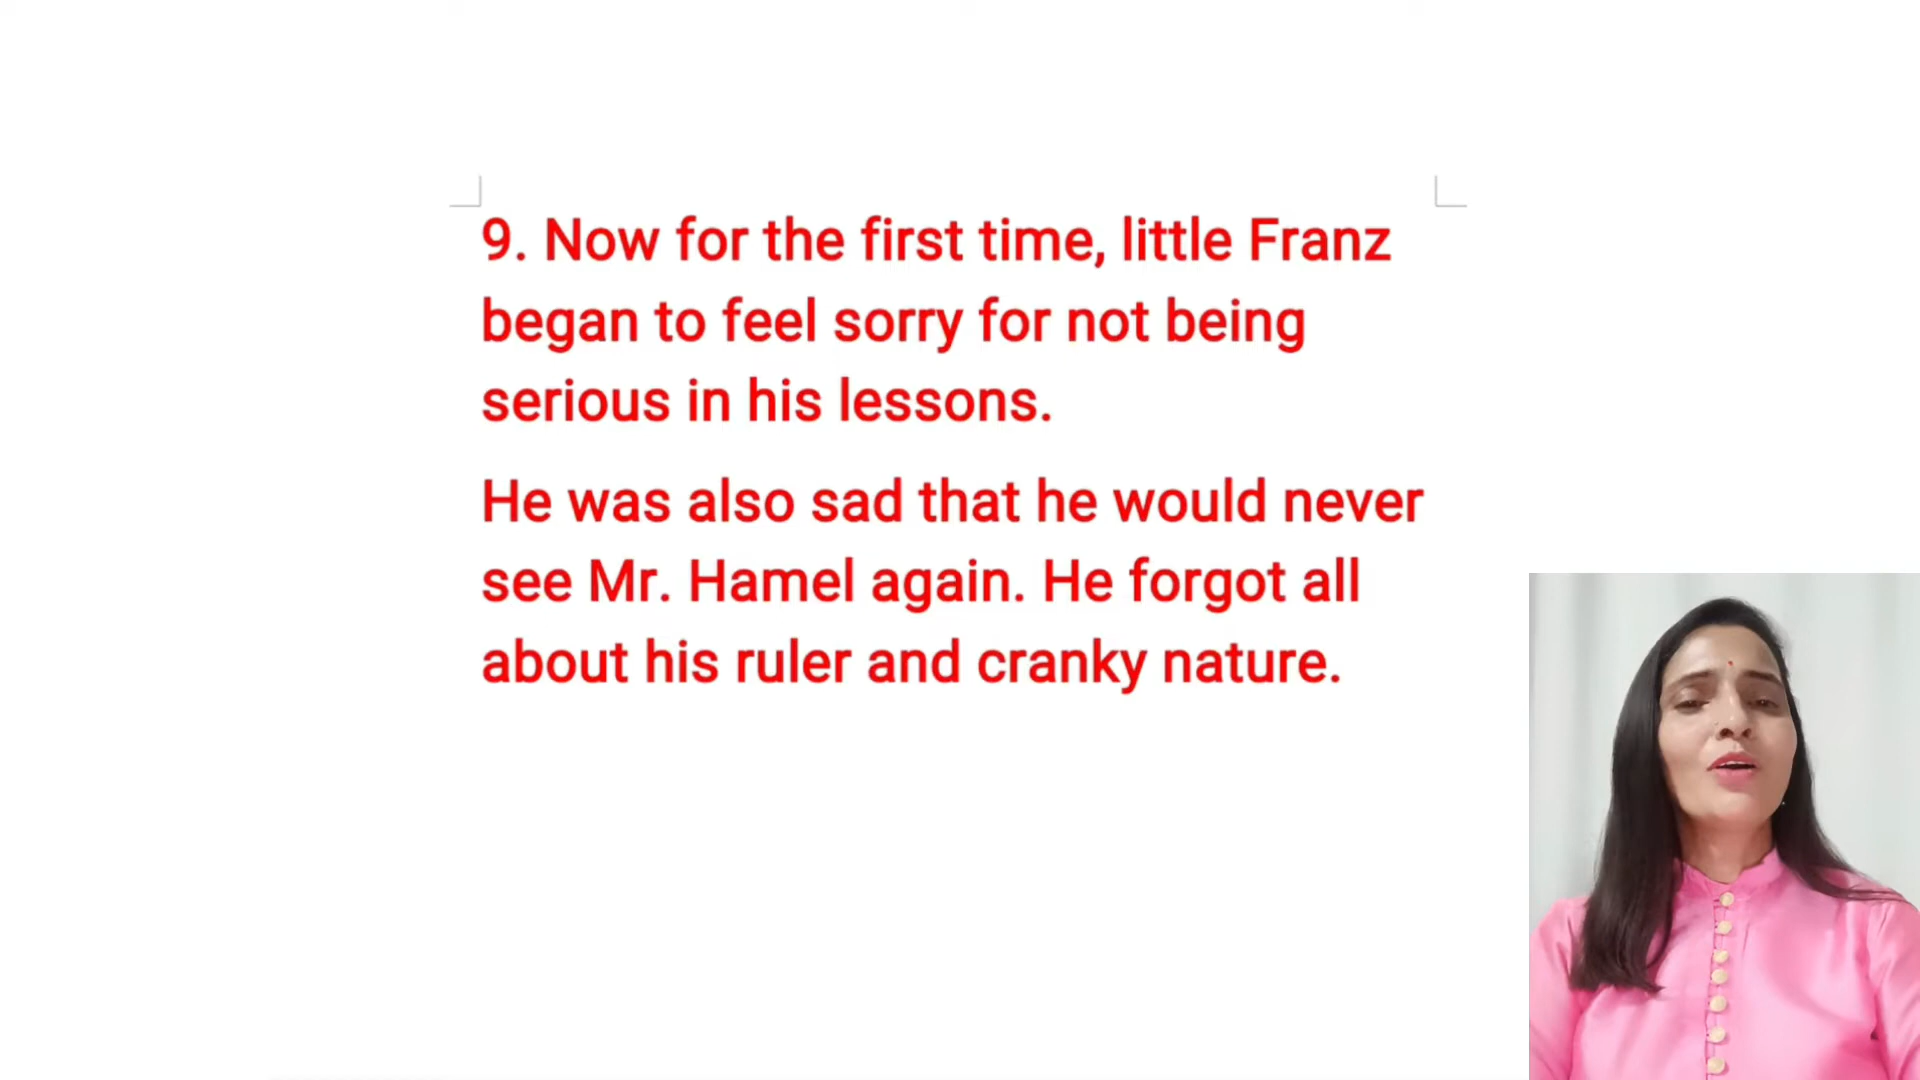 9. Now for the first time, little Franz
began to feel sorry for not being
serious in his lessons.
He was also sad that he would never
see Mr. Hamel again. He forgot all
about his ruler and cranky nature.